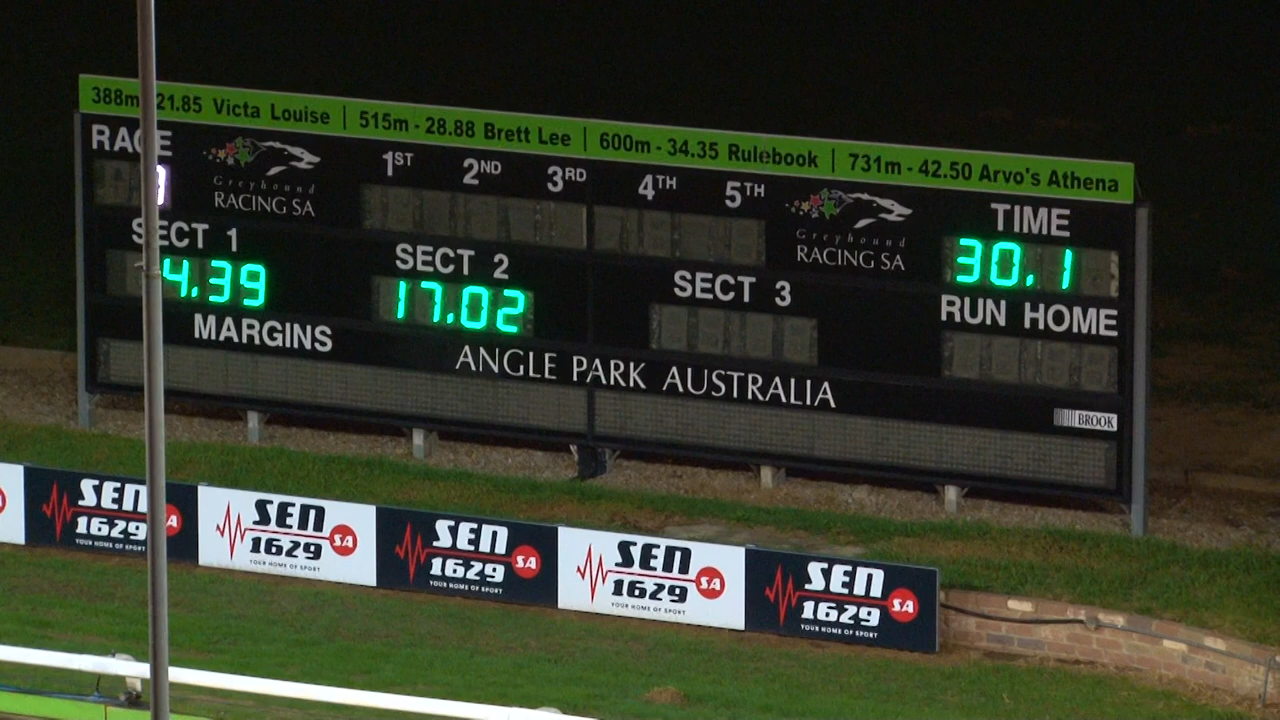 388m 21.85 Victa Louise | 515m - 28.88 Brett Lee | 600m - 34.35 Rulebook | 731m - 42.50 Arvo's Athena
RACE
Greyhound
RACING SA
1ST 2ND 3RD 4TH 5TH
Greyhound
RACING SA
TIME
30.1
SECT 1
4.39
SECT 2
17.02
SECT 3
RUN HOME
MARGINS
ANGLE PARK AUSTRALIA
BROOK
SEN
1629
SA
YOUR HOME OF SPORT
SEN
1629
SA
YOUR HOME OF SPORT
SEN
1629
SA
YOUR HOME OF SPORT
SEN
1629
SA
YOUR HOME OF SPORT
SEN
1629
SA
YOUR HOME OF SPORT